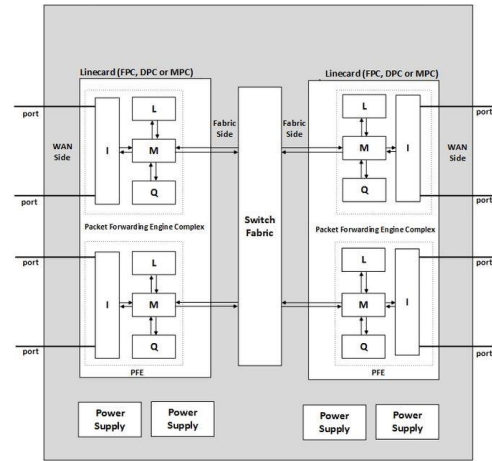 Linecard (FPC, DPC or MPC)
Linecard (FPC, DPC or MPC)
port
WAN
Side
I
L
M
Q
Fabric
Side
Fabric
Side
L
M
Q
I
WAN
Side
port
port
port
Packet Forwarding Engine Complex
Switch
Fabric
Packet Forwarding Engine Complex
port
I
L
M
Q
L
M
Q
I
port
port
port
PFE
PFE
Power
Supply
Power
Supply
Power
Supply
Power
Supply